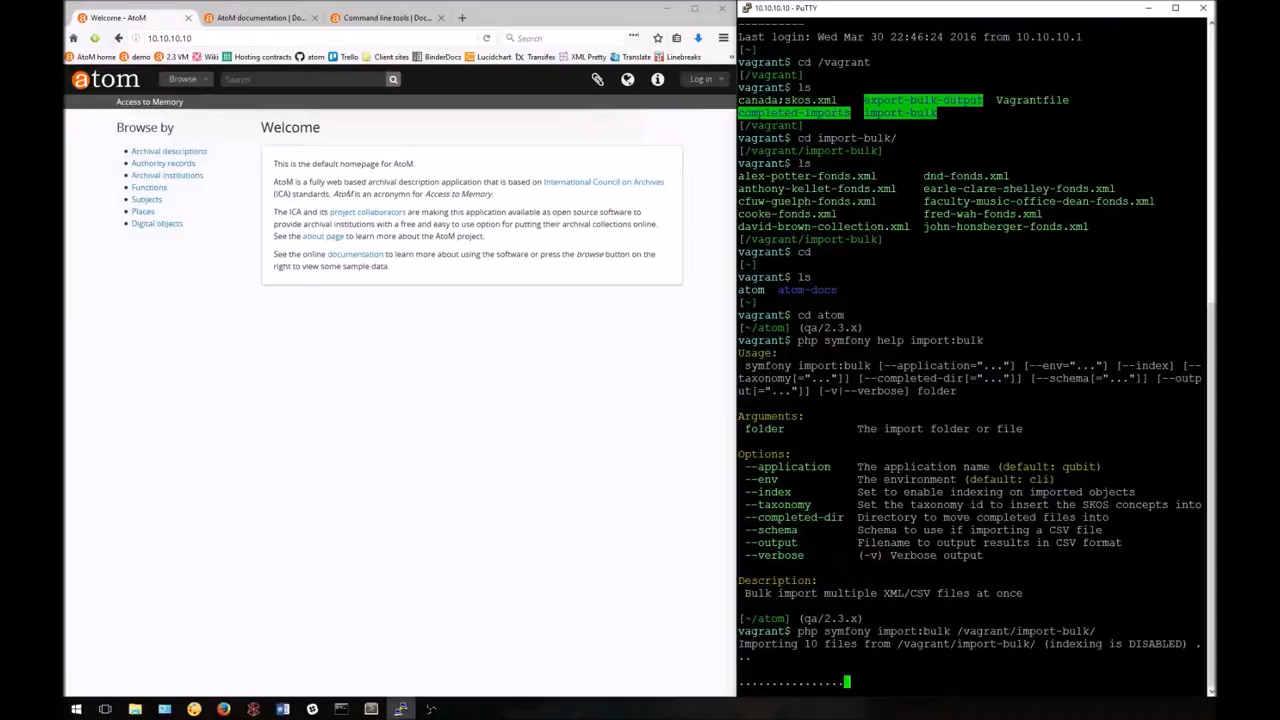 Welcome - AtoM
AtoM documentation | Do...
Command line tools | Doc...
10.10.10.10
Search
AtoM home
demo
2.3 VM
Wiki
Hosting contracts
atom
Trello
Client sites
BinderDocs
Lucidchart
Transifex
XML Pretty
Translate
Linebreaks
atom
Browse
Search
Log in
Access to Memory
Browse by
Archival descriptions
Authority records
Archival institutions
Functions
Subjects
Places
Digital objects
Welcome
This is the default homepage for AtoM.
AtoM is a fully web based archival description application that is based on International Council on Archives
(ICA) standards. AtoM is an acronym for Access to Memory.
The ICA and its project collaborators are making this application available as open source software to
provide archival institutions with a free and easy to use option for putting their archival collections online.
See the about page to learn more about the AtoM project.
See the online documentation to learn more about using the software or press the browse button on the
right to view some sample data.
10.10.10.10 - PuTTY
----------
Last login: Wed Mar 30 22:46:24 2016 from 10.10.10.1
[~]
vagrant$ cd /vagrant
[/vagrant]
vagrant$ ls
canada;skos.xml export-bulk-output Vagrantfile
completed-imports import-bulk
[/vagrant]
vagrant$ cd import-bulk/
[/vagrant/import-bulk]
vagrant$ ls
alex-potter-fonds.xml dnd-fonds.xml
anthony-kellet-fonds.xml earle-clare-shelley-fonds.xml
cfuw-guelph-fonds.xml faculty-music-office-dean-fonds.xml
cooke-fonds.xml fred-wah-fonds.xml
david-brown-collection.xml john-honsberger-fonds.xml
[/vagrant/import-bulk]
vagrant$ cd
[~]
vagrant$ ls
atom atom-docs
[~]
vagrant$ cd atom
[~/atom] (qa/2.3.x)
vagrant$ php symfony help import:bulk
Usage:
symfony import:bulk [--application="..."] [--env="..."] [--index] [--
taxonomy[="..."]] [--completed-dir[="..."]] [--schema[="..."]] [--outp
ut[="..."]] [-v|--verbose] folder
Arguments:
folder The import folder or file
Options:
--application The application name (default: qubit)
--env The environment (default: cli)
--index Set to enable indexing on imported objects
--taxonomy Set the taxonomy id to insert the SKOS concepts into
--completed-dir Directory to move completed files into
--schema Schema to use if importing a CSV file
--output Filename to output results in CSV format
--verbose (-v) Verbose output
Description:
Bulk import multiple XML/CSV files at once
[~/atom] (qa/2.3.x)
vagrant$ php symfony import:bulk /vagrant/import-bulk/
Importing 10 files from /vagrant/import-bulk/ (indexing is DISABLED) .
..
................